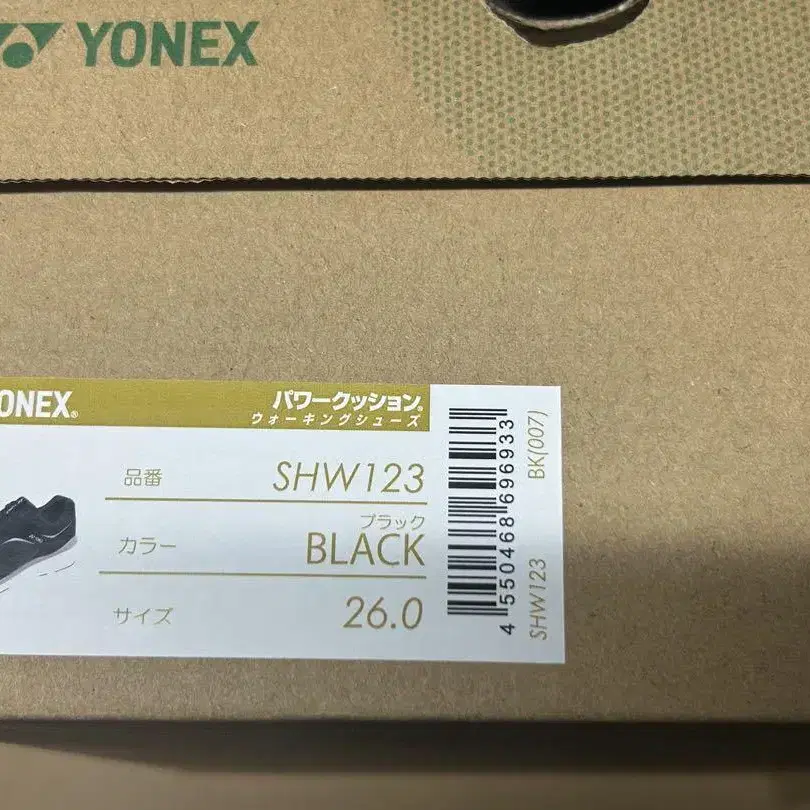 YONEX
YONEX®
パワークッション®
ウォーキングシューズ
品番 SHW123
ブラック
カラー BLACK
サイズ 26.0
4 550468 696933
SHW123 BK(007)